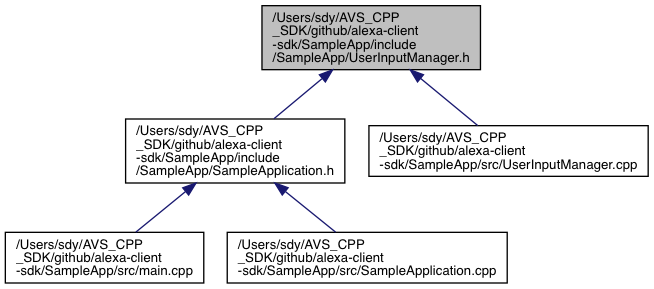 /Users/sdy/AVS_CPP
_SDK/github/alexa-client
-sdk/SampleApp/include
/SampleApp/UserInputManager.h
/Users/sdy/AVS_CPP
_SDK/github/alexa-client
-sdk/SampleApp/include
/SampleApp/SampleApplication.h
/Users/sdy/AVS_CPP
_SDK/github/alexa-client
-sdk/SampleApp/src/UserInputManager.cpp
/Users/sdy/AVS_CPP
_SDK/github/alexa-client
-sdk/SampleApp/src/main.cpp
/Users/sdy/AVS_CPP
_SDK/github/alexa-client
-sdk/SampleApp/src/SampleApplication.cpp